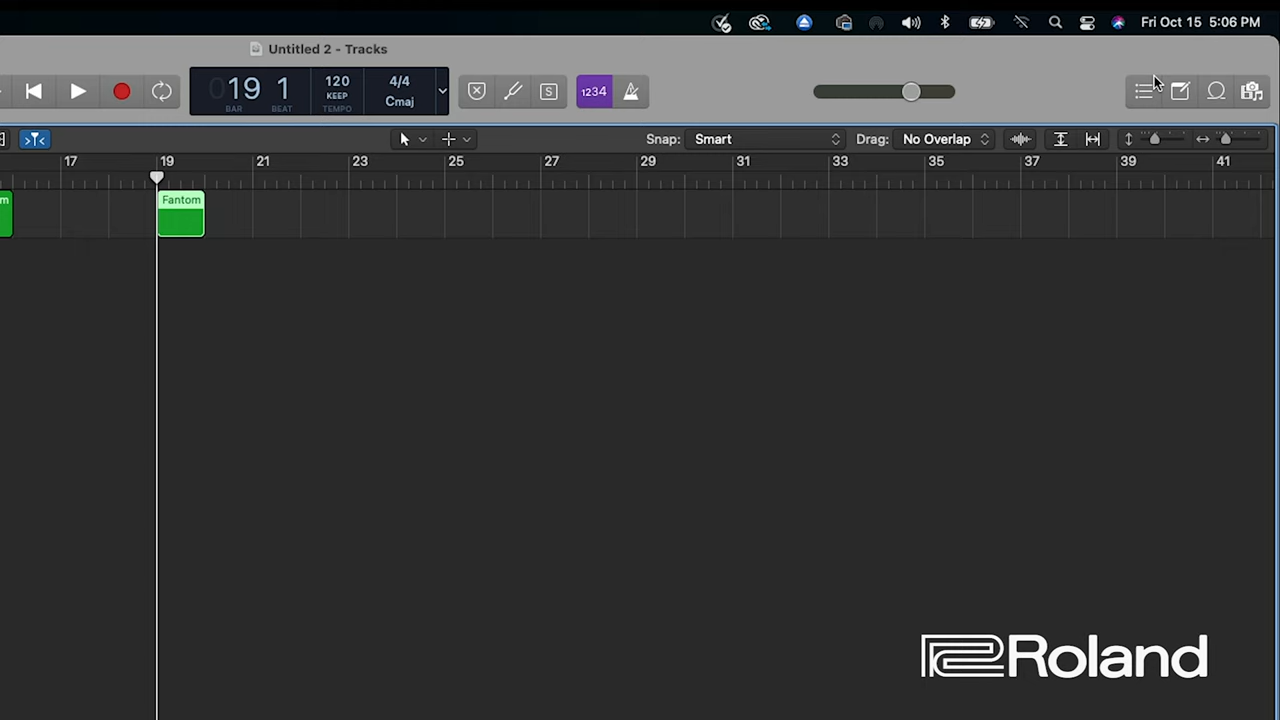 Fri Oct 15 5:06 PM
Untitled 2 - Tracks
019 1
BAR BEAT
120
KEEP
TEMPO
4/4
Cmaj
S
1234
Snap: Smart
Drag: No Overlap
17 19 21 23 25 27 29 31 33 35 37 39 41
m
Fantom
Roland